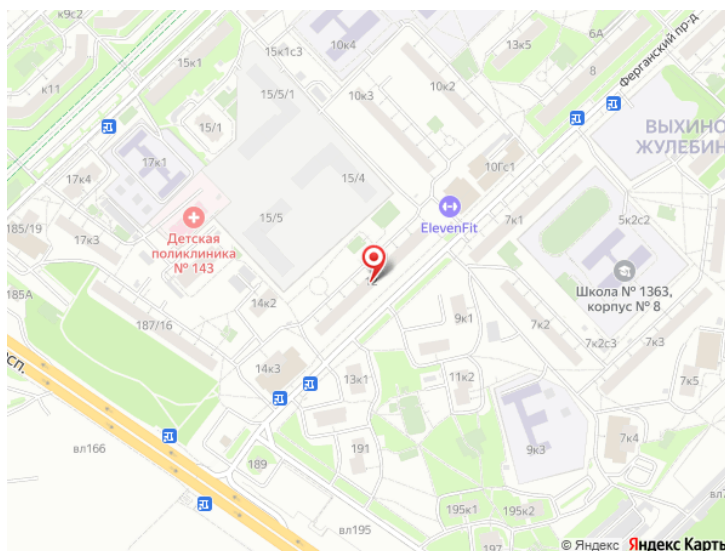 к9с2
15к1с3
10к4
13к5
6А
Ферганский пр-д
15к1
8
к11
15/5/1
10к3
10к2
15/1
ВЫХИНО
ЖУЛЕБИН
17к1
10Гс1
17к4
15/4
15/5
7к1
5к2с2
185/19
Детская
поликлиника
№ 143
ElevenFit
17к3
12
Школа № 1363,
корпус № 8
185А
14к2
187/16
9к1
7к2
7к2с3
7к3
сп.
14к3
13к1
11к2
7к5
7к4
вл166
191
9к3
189
195к1
195к2
вл7
вл195
197
© Яндекс
Яндекс Карты